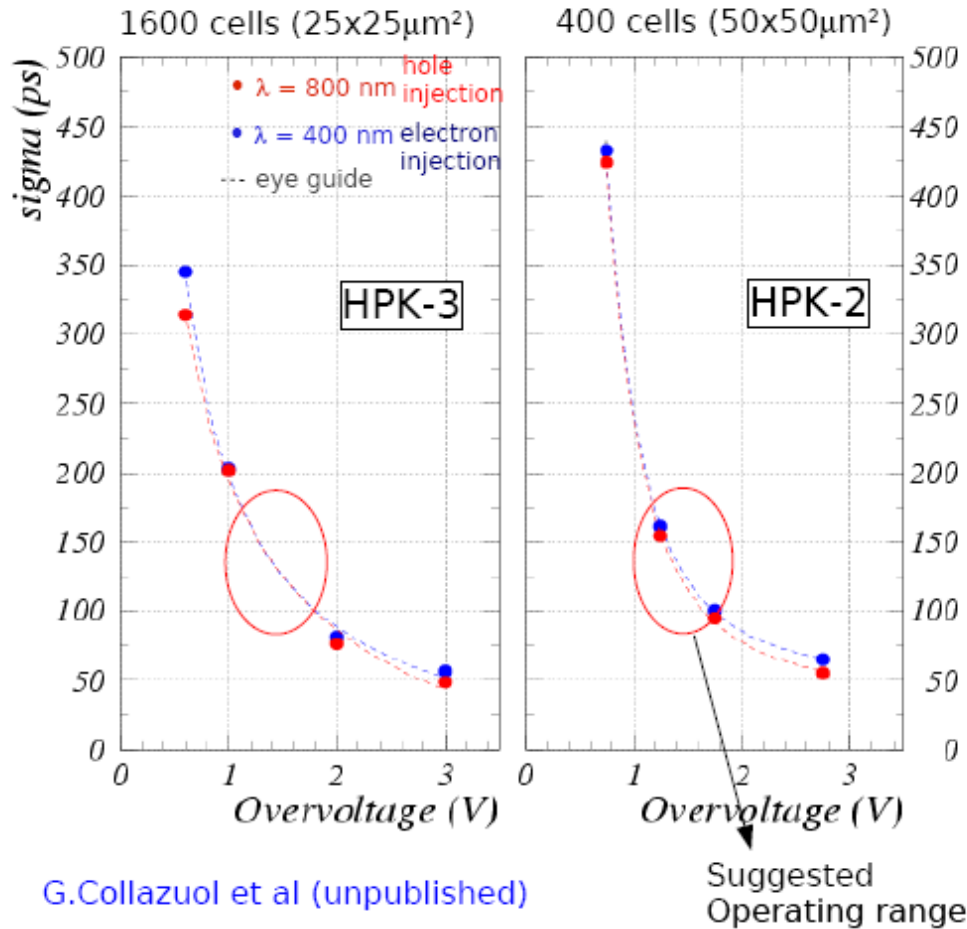 1600 cells (25x25μm²)
400 cells (50x50μm²)
sigma (ps)
500
450
400
350
300
250
200
150
100
50
0
λ = 800 nm
hole
injection
λ = 400 nm
electron
injection
---- eye guide
HPK-3
0
1
2
3
Overvoltage (V)
HPK-2
500
450
400
350
300
250
200
150
100
50
0
0
1
2
3
Overvoltage (V)
G.Collazuol et al (unpublished)
Suggested
Operating range